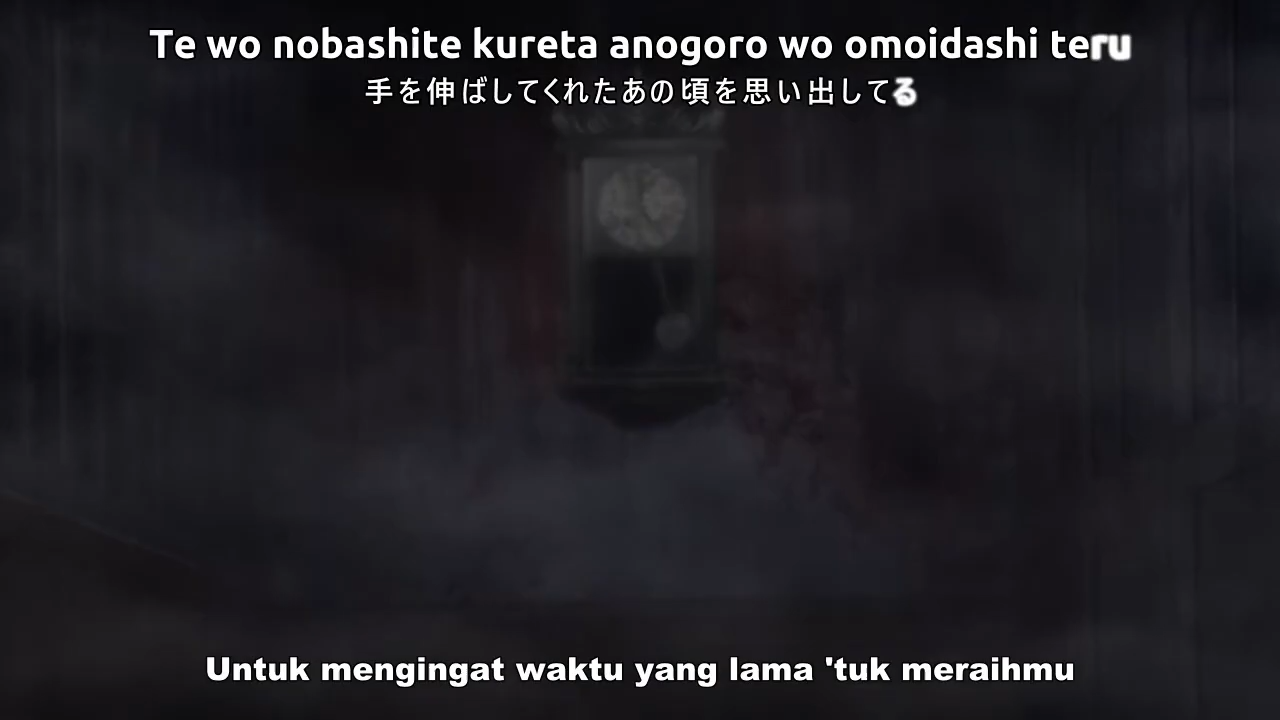 Te wo nobashite kureta anogoro wo omoidashi teru
手を伸ばしてくれたあの頃を思い出してる
Untuk mengingat waktu yang lama 'tuk meraihmu